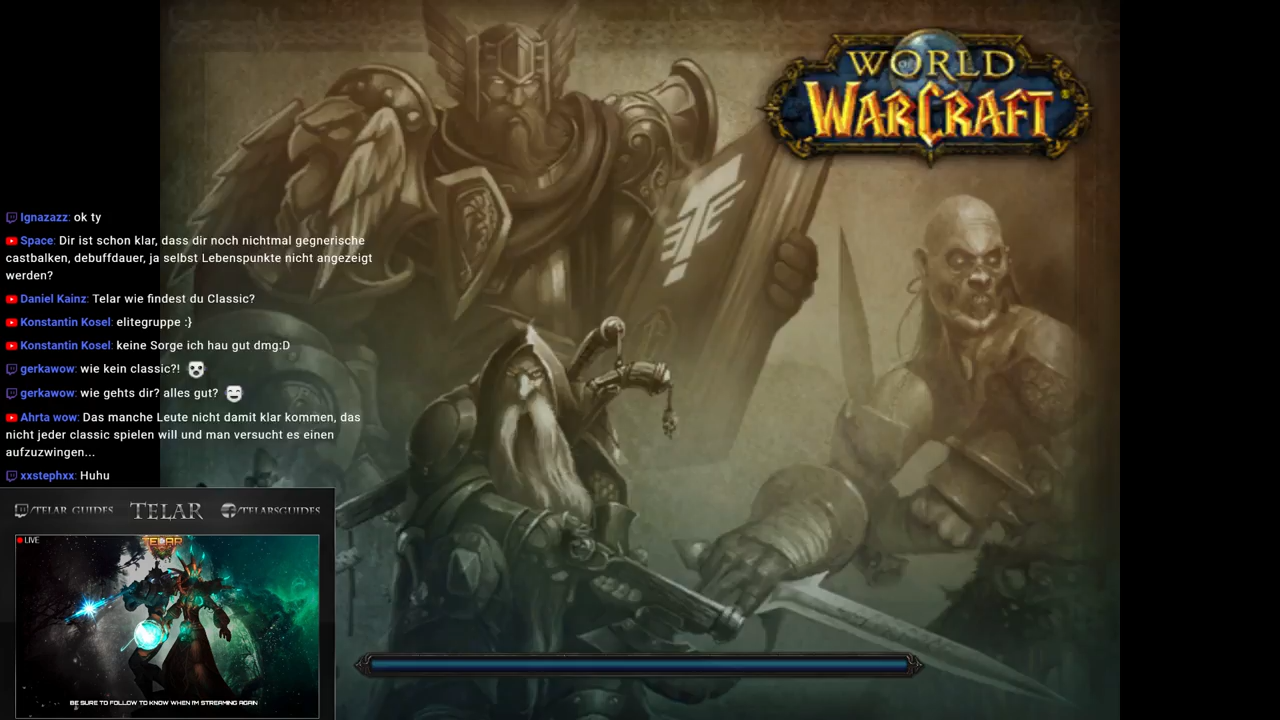 WORLD
OF
WARCRAFT
Ignazazz: ok ty
Space: Dir ist schon klar, dass dir noch nichtmal gegnerische
castbalken, debuffdauer, ja selbst Lebenspunkte nicht angezeigt
werden?
Daniel Kainz: Telar wie findest du Classic?
Konstantin Kosel: elitegruppe :}
Konstantin Kosel: keine Sorge ich hau gut dmg:D
gerkawow: wie kein classic?!
gerkawow: wie gehts dir? alles gut?
Ahrta wow: Das manche Leute nicht damit klar kommen, das
nicht jeder classic spielen will und man versucht es einen
aufzuzwingen...
xxstephxx: Huhu
/TELAR GUIDES TELAR /TELARSGUIDES
LIVE
TELAR
BE SURE TO FOLLOW TO KNOW WHEN I'M STREAMING AGAIN